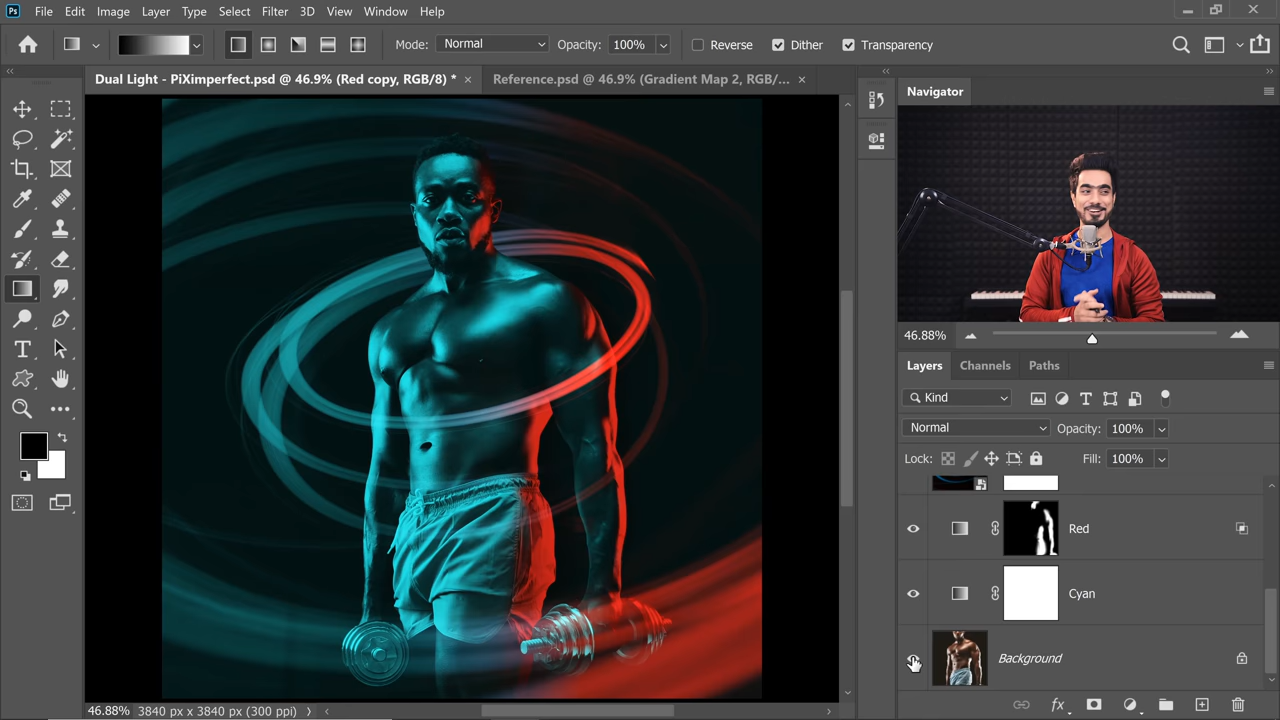 Ps File Edit Image Layer Type Select Filter 3D View Window Help
Mode: Normal Opacity: 100% Reverse Dither Transparency
Dual Light - PiXimperfect.psd @ 46.9% (Red copy, RGB/8) * × Reference.psd @ 46.9% (Gradient Map 2, RGB/... ×
Navigator
46.88%
Layers Channels Paths
Kind
Normal Opacity: 100%
Lock: Fill: 100%
Red
Cyan
Background
fx
46.88% 3840 px x 3840 px (300 ppi)